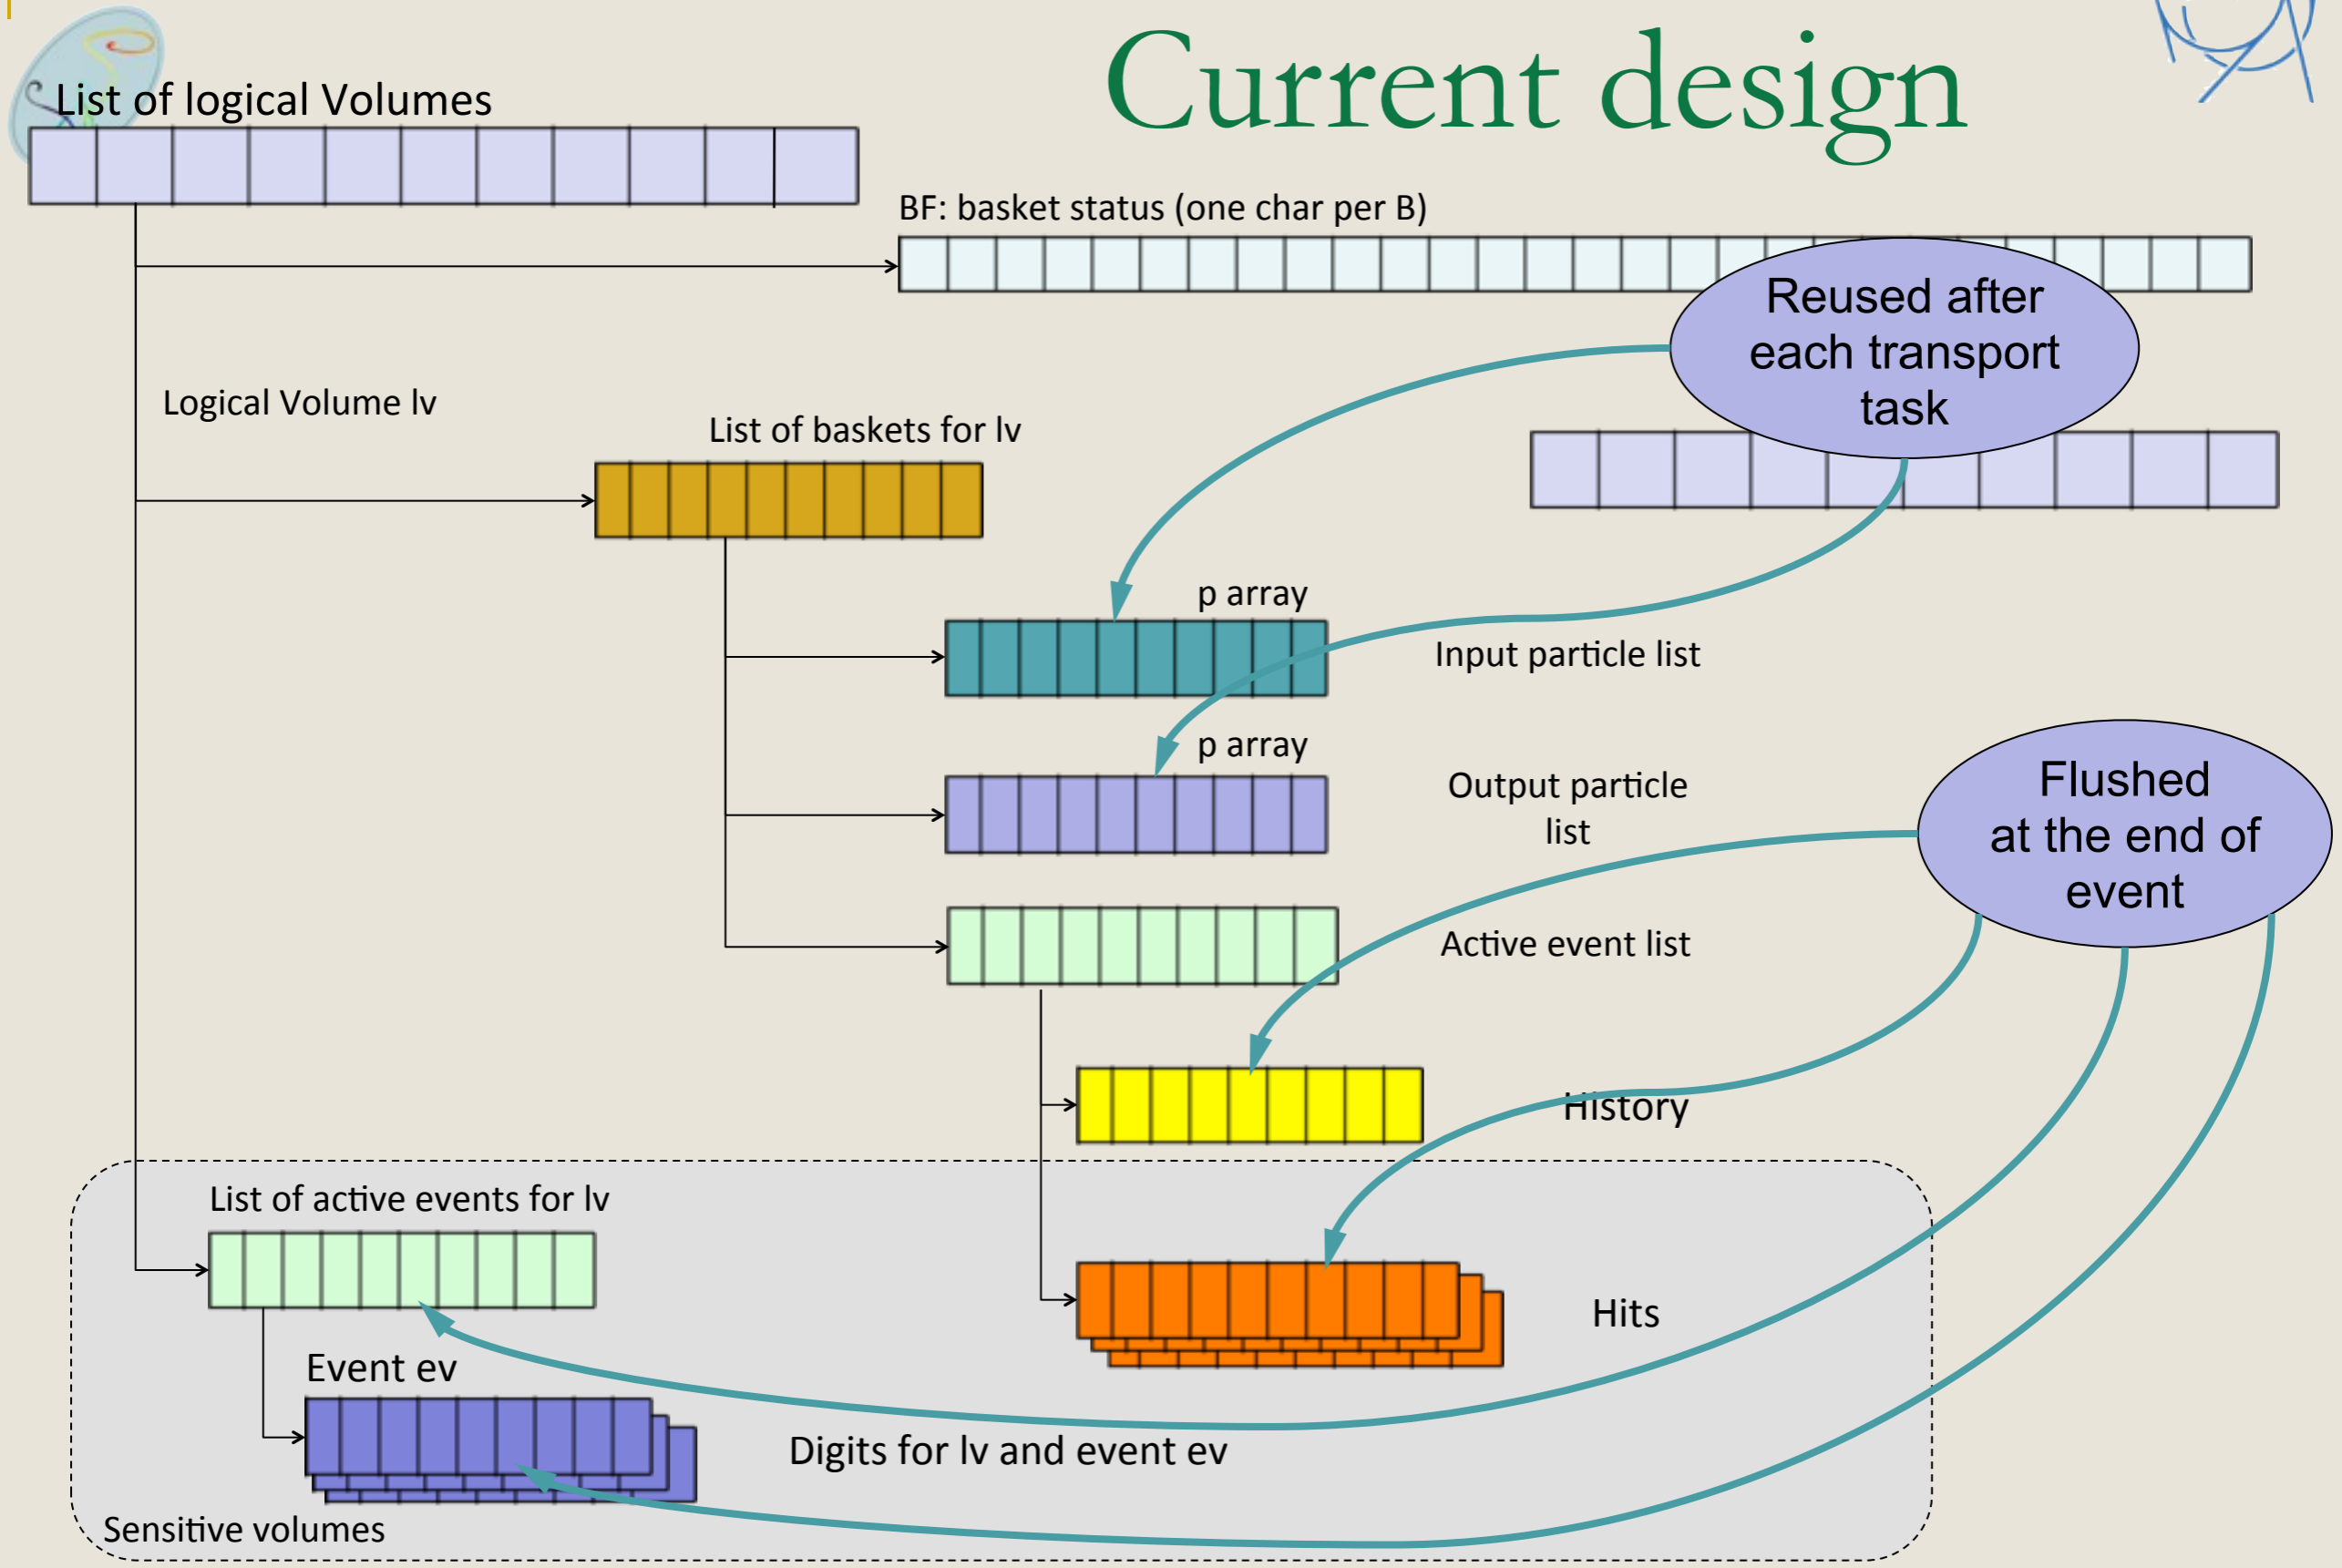 Current design
List of logical Volumes
BF: basket status (one char per B)
Reused after
each transport
task
Logical Volume lv
List of baskets for lv
p array
Input particle list
p array
Output particle
list
Flushed
at the end of
event
Active event list
History
List of active events for lv
Hits
Event ev
Digits for lv and event ev
Sensitive volumes